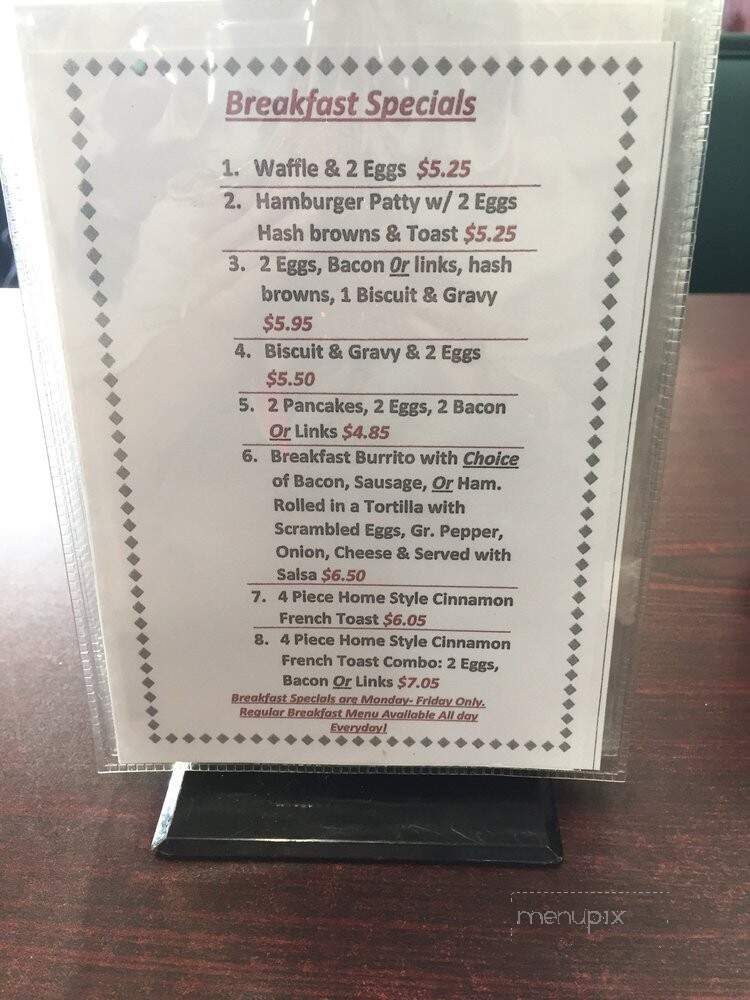 Breakfast Specials
1. Waffle & 2 Eggs $5.25
2. Hamburger Patty w/ 2 Eggs
Hash browns & Toast $5.25
3. 2 Eggs, Bacon Or links, hash
browns, 1 Biscuit & Gravy
$5.95
4. Biscuit & Gravy & 2 Eggs
$5.50
5. 2 Pancakes, 2 Eggs, 2 Bacon
Or Links $4.85
6. Breakfast Burrito with Choice
of Bacon, Sausage, Or Ham.
Rolled in a Tortilla with
Scrambled Eggs, Gr. Pepper,
Onion, Cheese & Served with
Salsa $6.50
7. 4 Piece Home Style Cinnamon
French Toast $6.05
8. 4 Piece Home Style Cinnamon
French Toast Combo: 2 Eggs,
Bacon Or Links $7.05
Breakfast Specials are Monday- Friday Only.
Regular Breakfast Menu Available All day
Everyday!
menupix